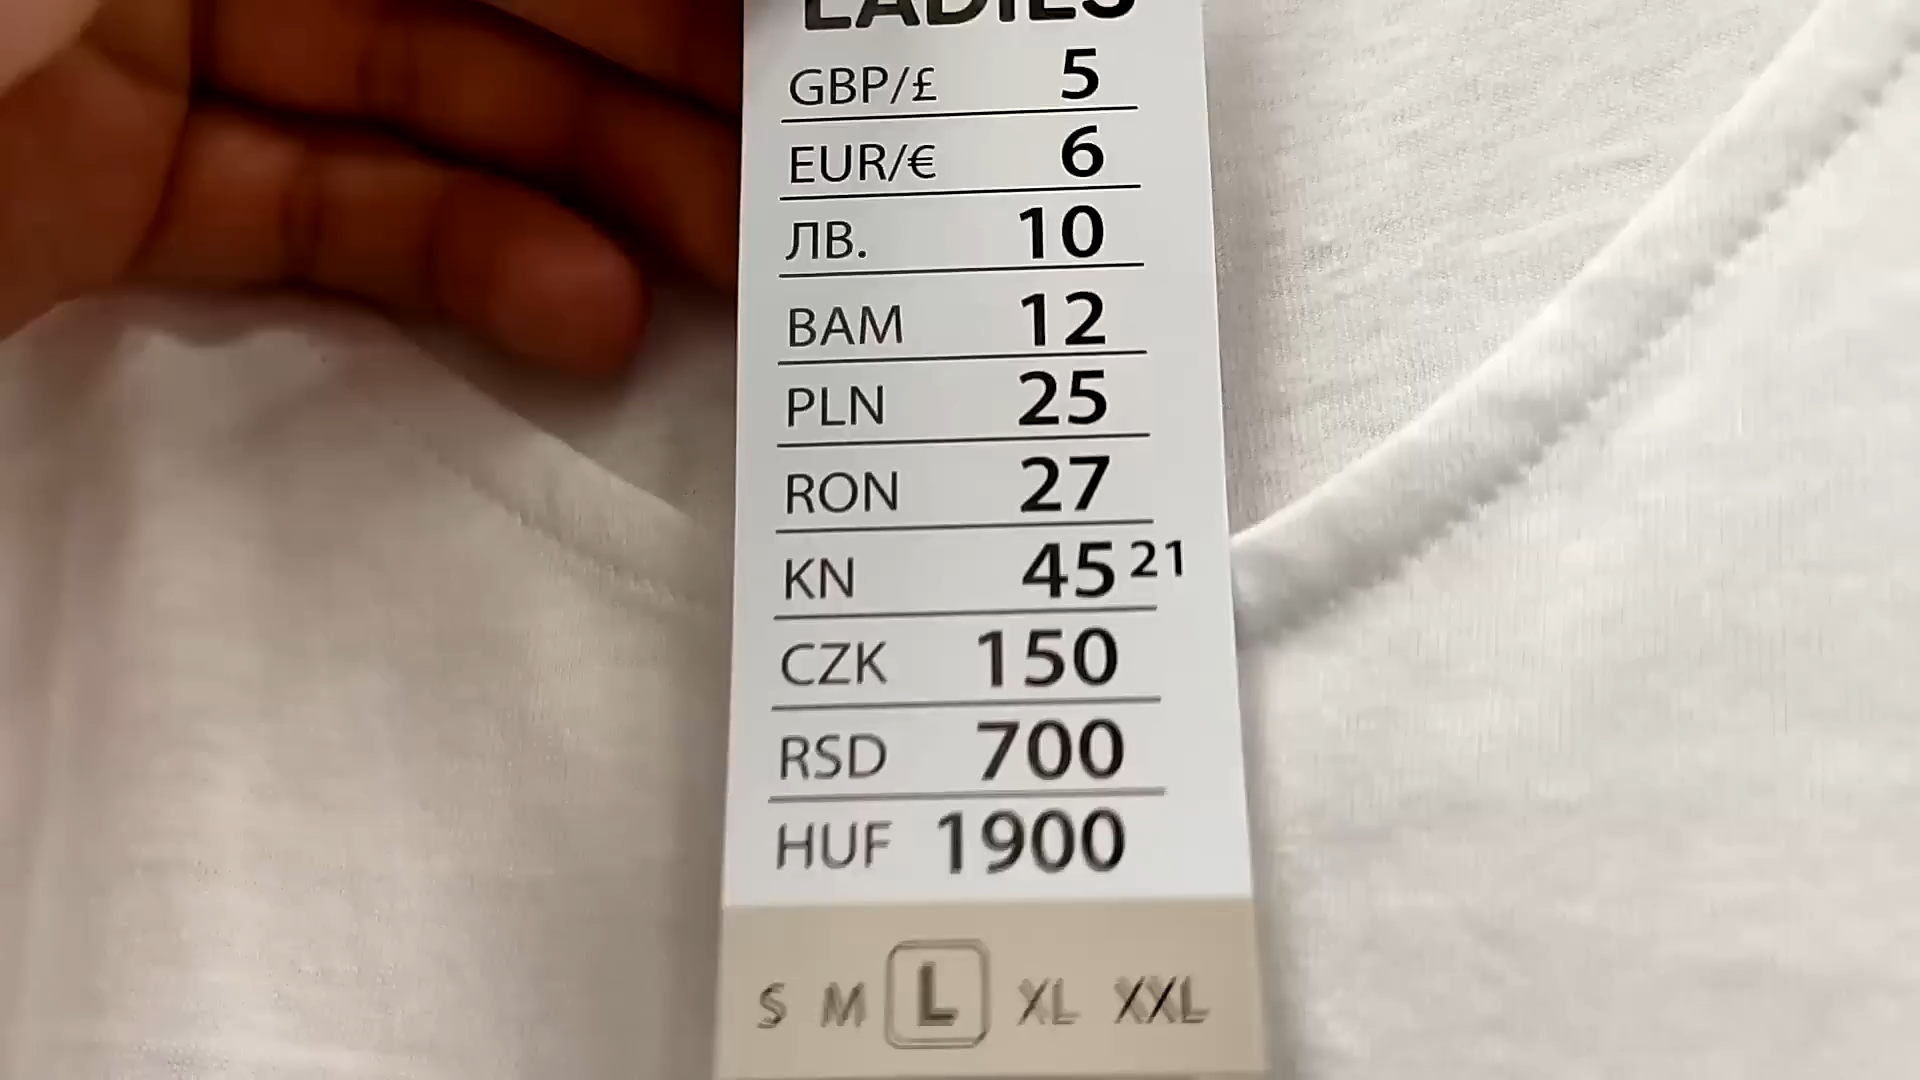 LADIES
GBP/£ 5
EUR/€ 6
ЛВ. 10
BAM 12
PLN 25
RON 27
KN 45 21
CZK 150
RSD 700
HUF 1900
S M L XL XXL